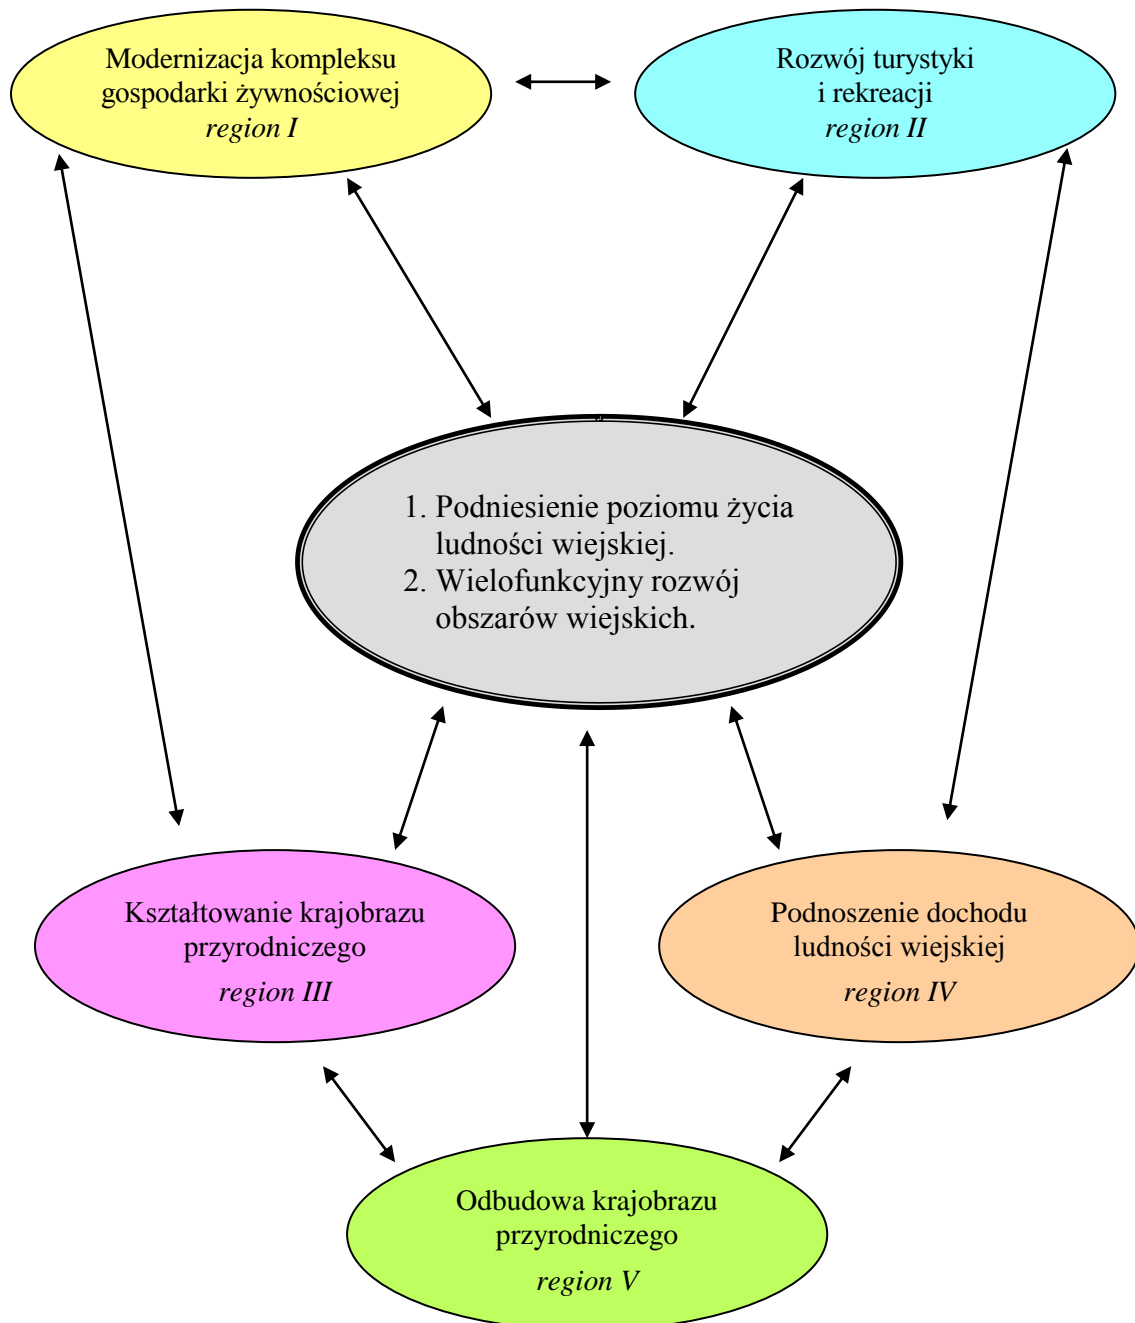 Modernizacja kompleksu
gospodarki żywnościowej
region I
Rozwój turystyki
i rekreacji
region II
1. Podniesienie poziomu życia
ludności wiejskiej.
2. Wielofunkcyjny rozwój
obszarów wiejskich.
Kształtowanie krajobrazu
przyrodniczego
region III
Podnoszenie dochodu
ludności wiejskiej
region IV
Odbudowa krajobrazu
przyrodniczego
region V